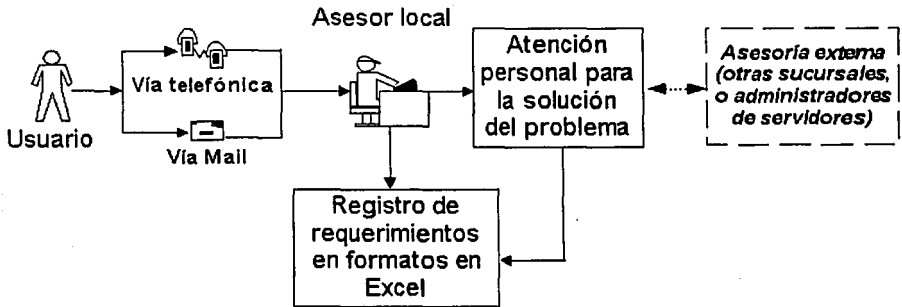 Usuario
Vía telefónica
Vía Mail
Asesor local
Atención
personal para
la solución
del problema
Asesoría externa
(otras sucursales,
o administradores
de servidores)
Registro de
requerimientos
en formatos en
Excel